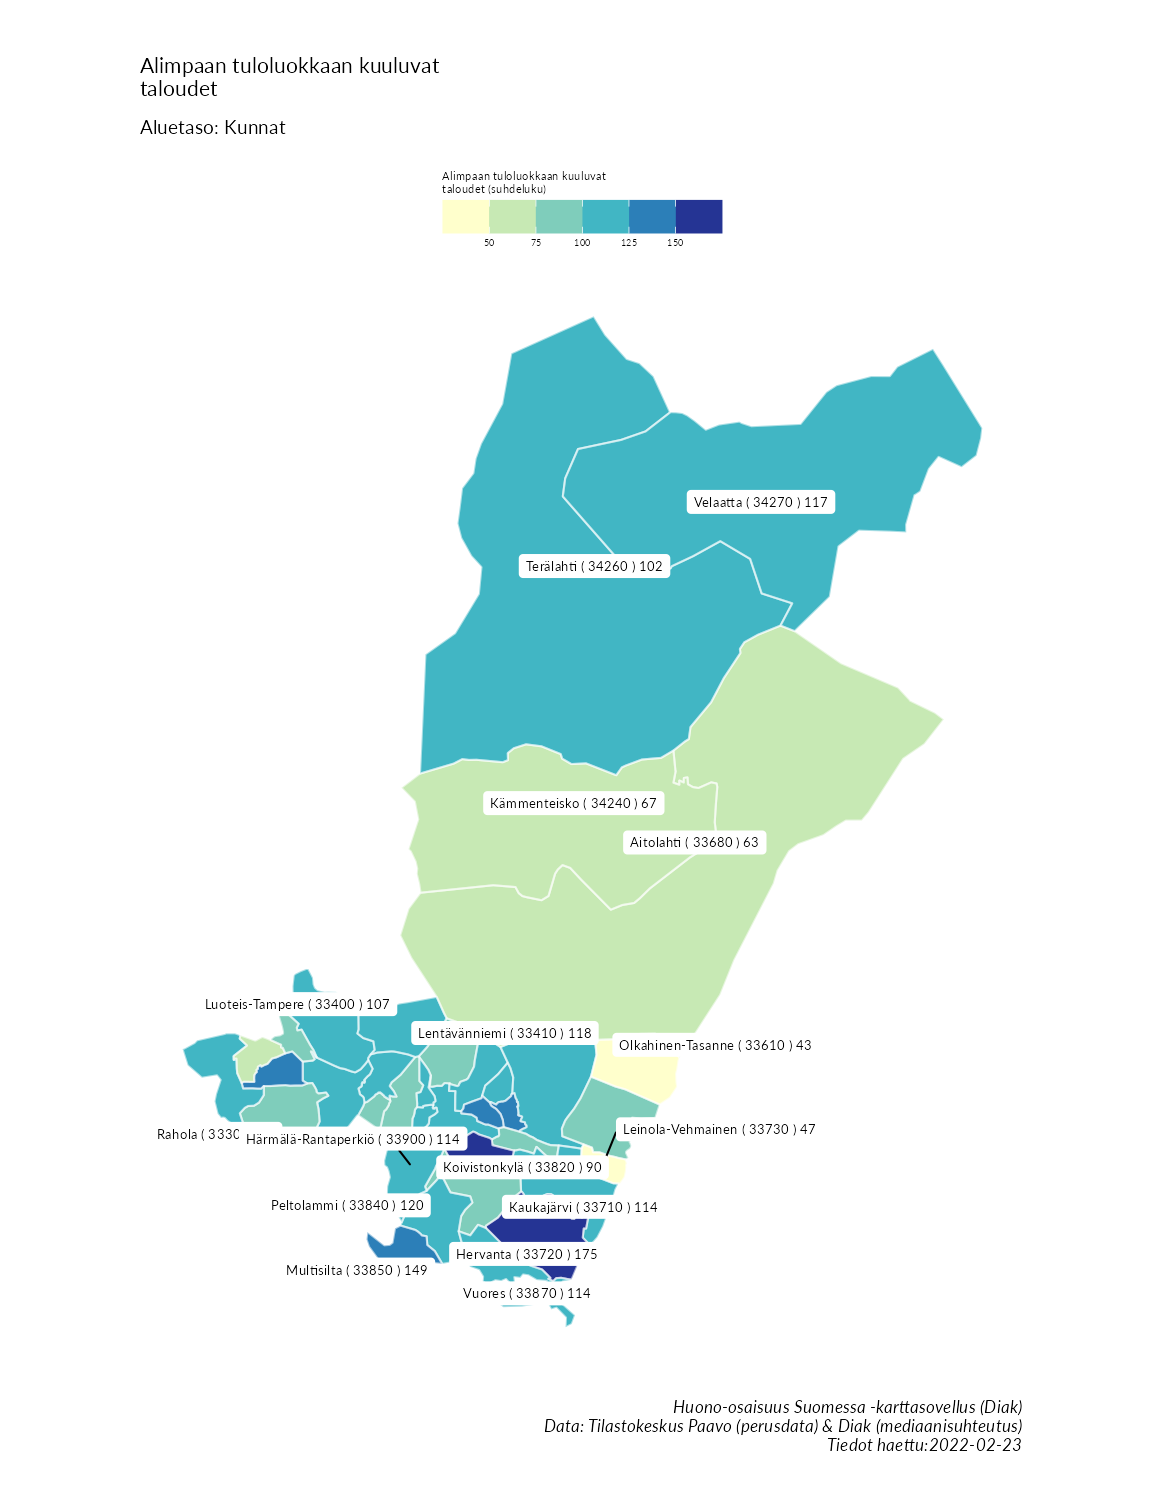 Alimpaan tuloluokkaan kuuluvat
taloudet
Aluetaso: Kunnat
Alimpaan tuloluokkaan kuuluvat
taloudet (suhdeluku)
50 75 100 125 150
Velaatta ( 34270 ) 117
Terälahti ( 34260 ) 102
Kämmenteisko ( 34240 ) 67
Aitolahti ( 33680 ) 63
Luoteis-Tampere ( 33400 ) 107
Lentävänniemi ( 33410 ) 118
Olkahinen-Tasanne ( 33610 ) 43
Leinola-Vehmainen ( 33730 ) 47
Rahola ( 3330
Härmälä-Rantaperkiö ( 33900 ) 114
Koivistonkylä ( 33820 ) 90
Peltolammi ( 33840 ) 120
Kaukajärvi ( 33710 ) 114
Hervanta ( 33720 ) 175
Multisilta ( 33850 ) 149
Vuores ( 33870 ) 114
Huono-osaisuus Suomessa -karttasovellus (Diak)
Data: Tilastokeskus Paavo (perusdata) & Diak (mediaanisuhteutus)
Tiedot haettu:2022-02-23